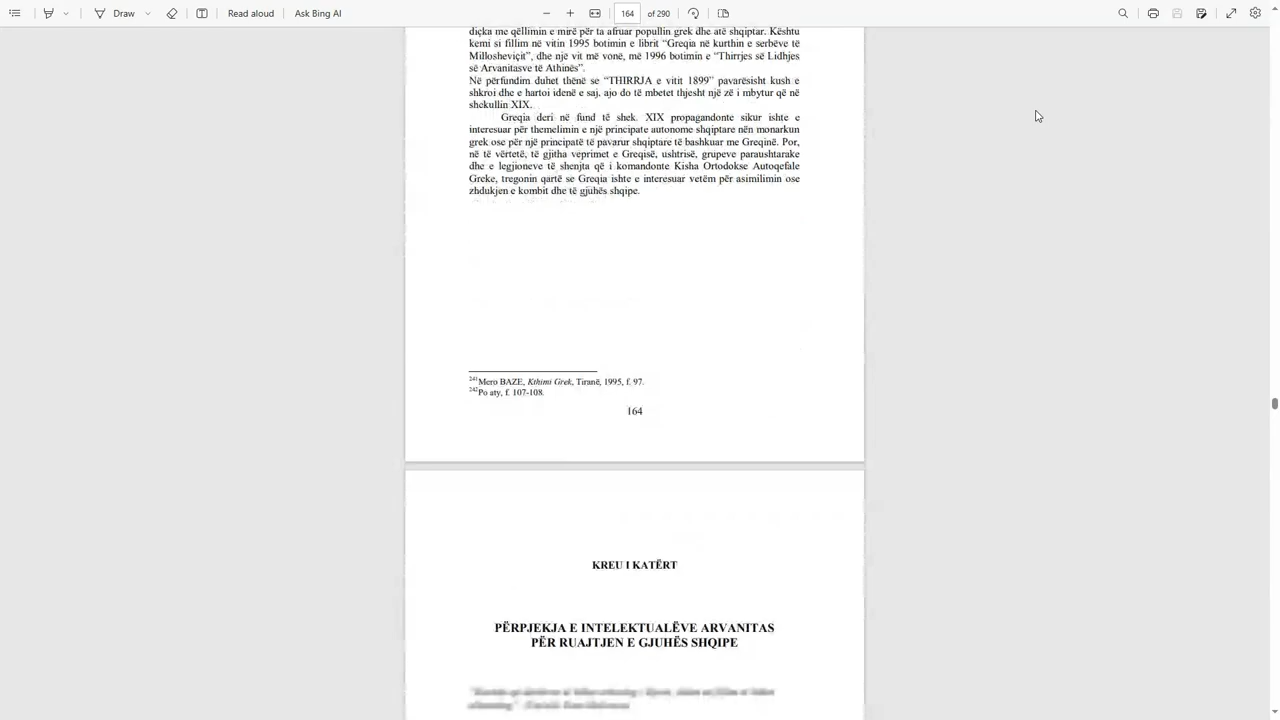 Draw
Read aloud
Ask Bing AI
164
of 290
diçka me qëllimin e mirë për ta afruar popullin grek dhe atë shqiptar. Kështu
kemi si fillim në vitin 1995 botimin e librit “Greqia në kurthin e serbëve të
Millosheviçit”, dhe një vit më vonë, më 1996 botimin e “Thirrjes së Lidhjes
së Arvanitasve të Athinës”.
Në përfundim duhet thënë se “THIRRJA e vitit 1899” pavarësisht kush e
shkroi dhe e hartoi idenë e saj, ajo do të mbetet thjesht një zë i mbytur që në
shekullin XIX.
Greqia deri në fund të shek. XIX propagandonte sikur ishte e
interesuar për themelimin e një principate autonome shqiptare nën monarkun
grek ose për një principatë të pavarur shqiptare të bashkuar me Greqinë. Por,
në të vërtetë, të gjitha veprimet e Greqisë, ushtrisë, grupeve paraushtarake
dhe e legjioneve të shenjta që i komandonte Kisha Ortodokse Autoqefale
Greke, tregonin qartë se Greqia ishte e interesuar vetëm për asimilimin ose
zhdukjen e kombit dhe të gjuhës shqipe.
241Mero BAZE, Kthimi Grek, Tiranë, 1995, f. 97.
242Po aty, f. 107-108.
164
KREU I KATËRT
PËRPJEKJA E INTELEKTUALËVE ARVANITAS
PËR RUAJTJEN E GJUHËS SHQIPE